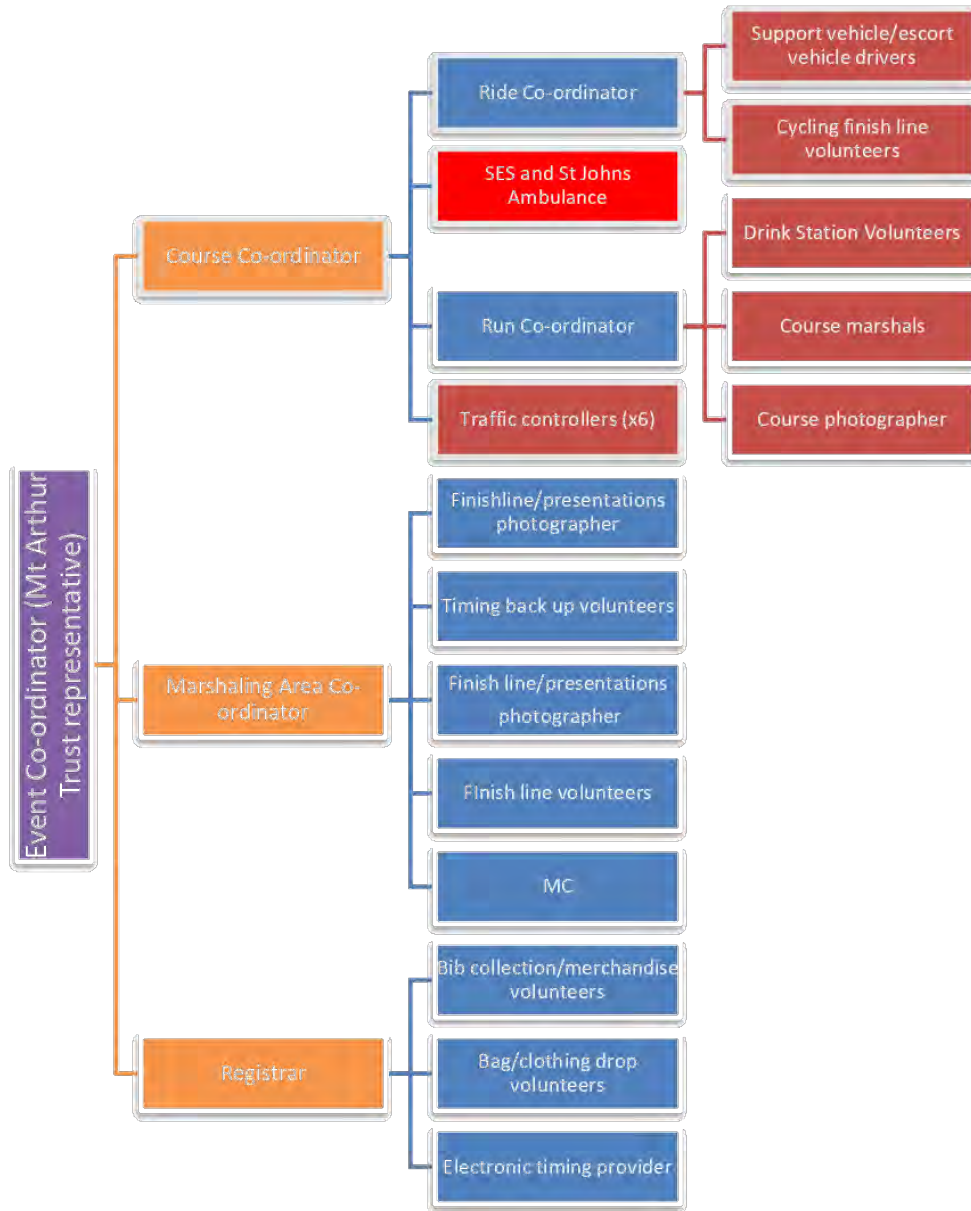 Event Co-ordinator (Mt Arthur
Trust representative)
Course Co-ordinator
Ride Co-ordinator
Support vehicle/escort
vehicle drivers
Cycling finish line
volunteers
SES and St Johns
Ambulance
Run Co-ordinator
Drink Station Volunteers
Course marshals
Course photographer
Traffic controllers (x6)
Marshaling Area Co-
ordinator
Finishline/presentations
photographer
Timing back up volunteers
Finish line/presentations
photographer
FInish line volunteers
MC
Registrar
Bib collection/merchandise
volunteers
Bag/clothing drop
volunteers
Electronic timing provider